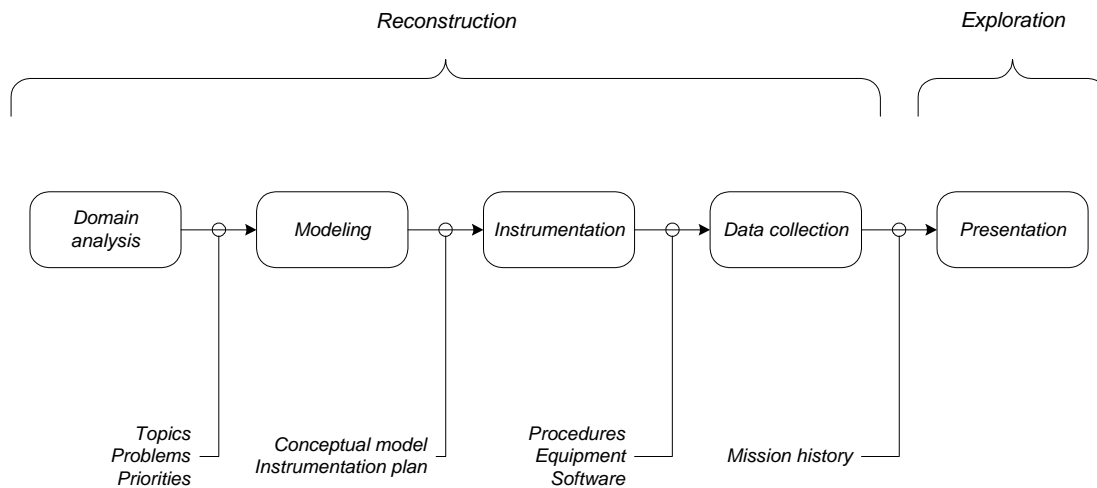 Reconstruction
Exploration
Domain
analysis
Modeling
Instrumentation
Data collection
Presentation
Topics
Problems
Priorities
Conceptual model
Instrumentation plan
Procedures
Equipment
Software
Mission history